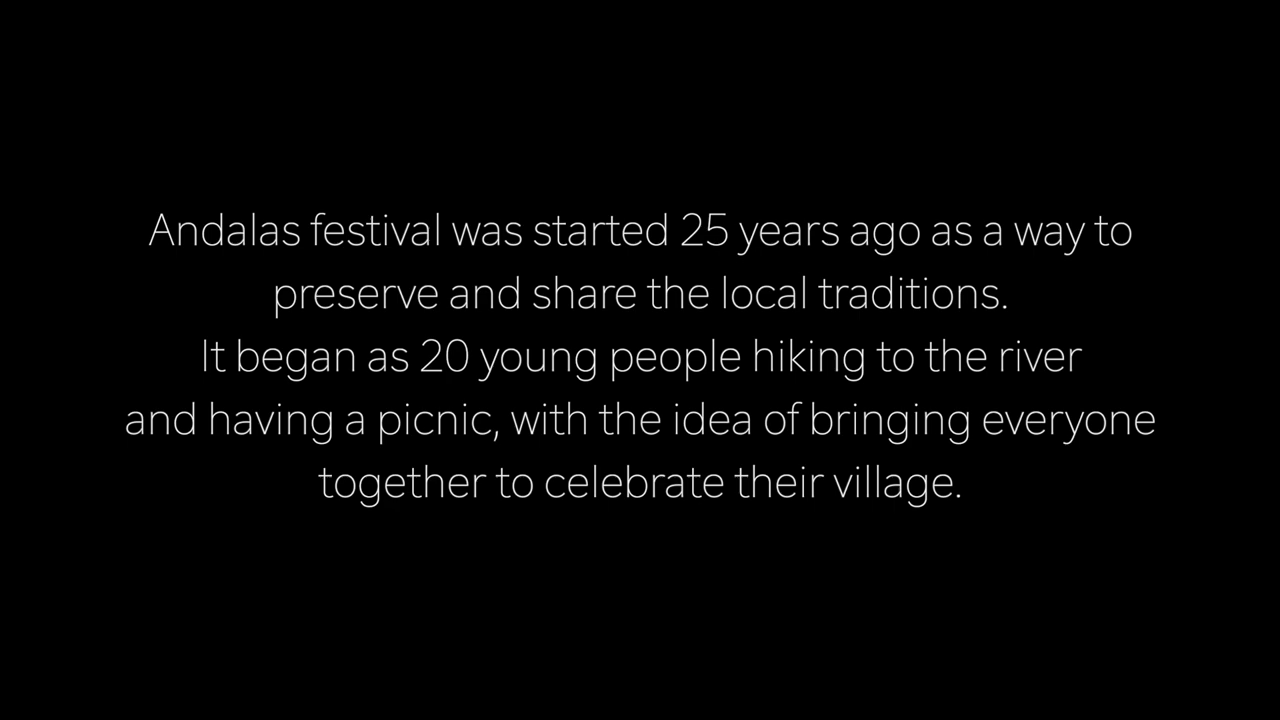 Andalas festival was started 25 years ago as a way to
preserve and share the local traditions.
It began as 20 young people hiking to the river
and having a picnic, with the idea of bringing everyone
together to celebrate their village.